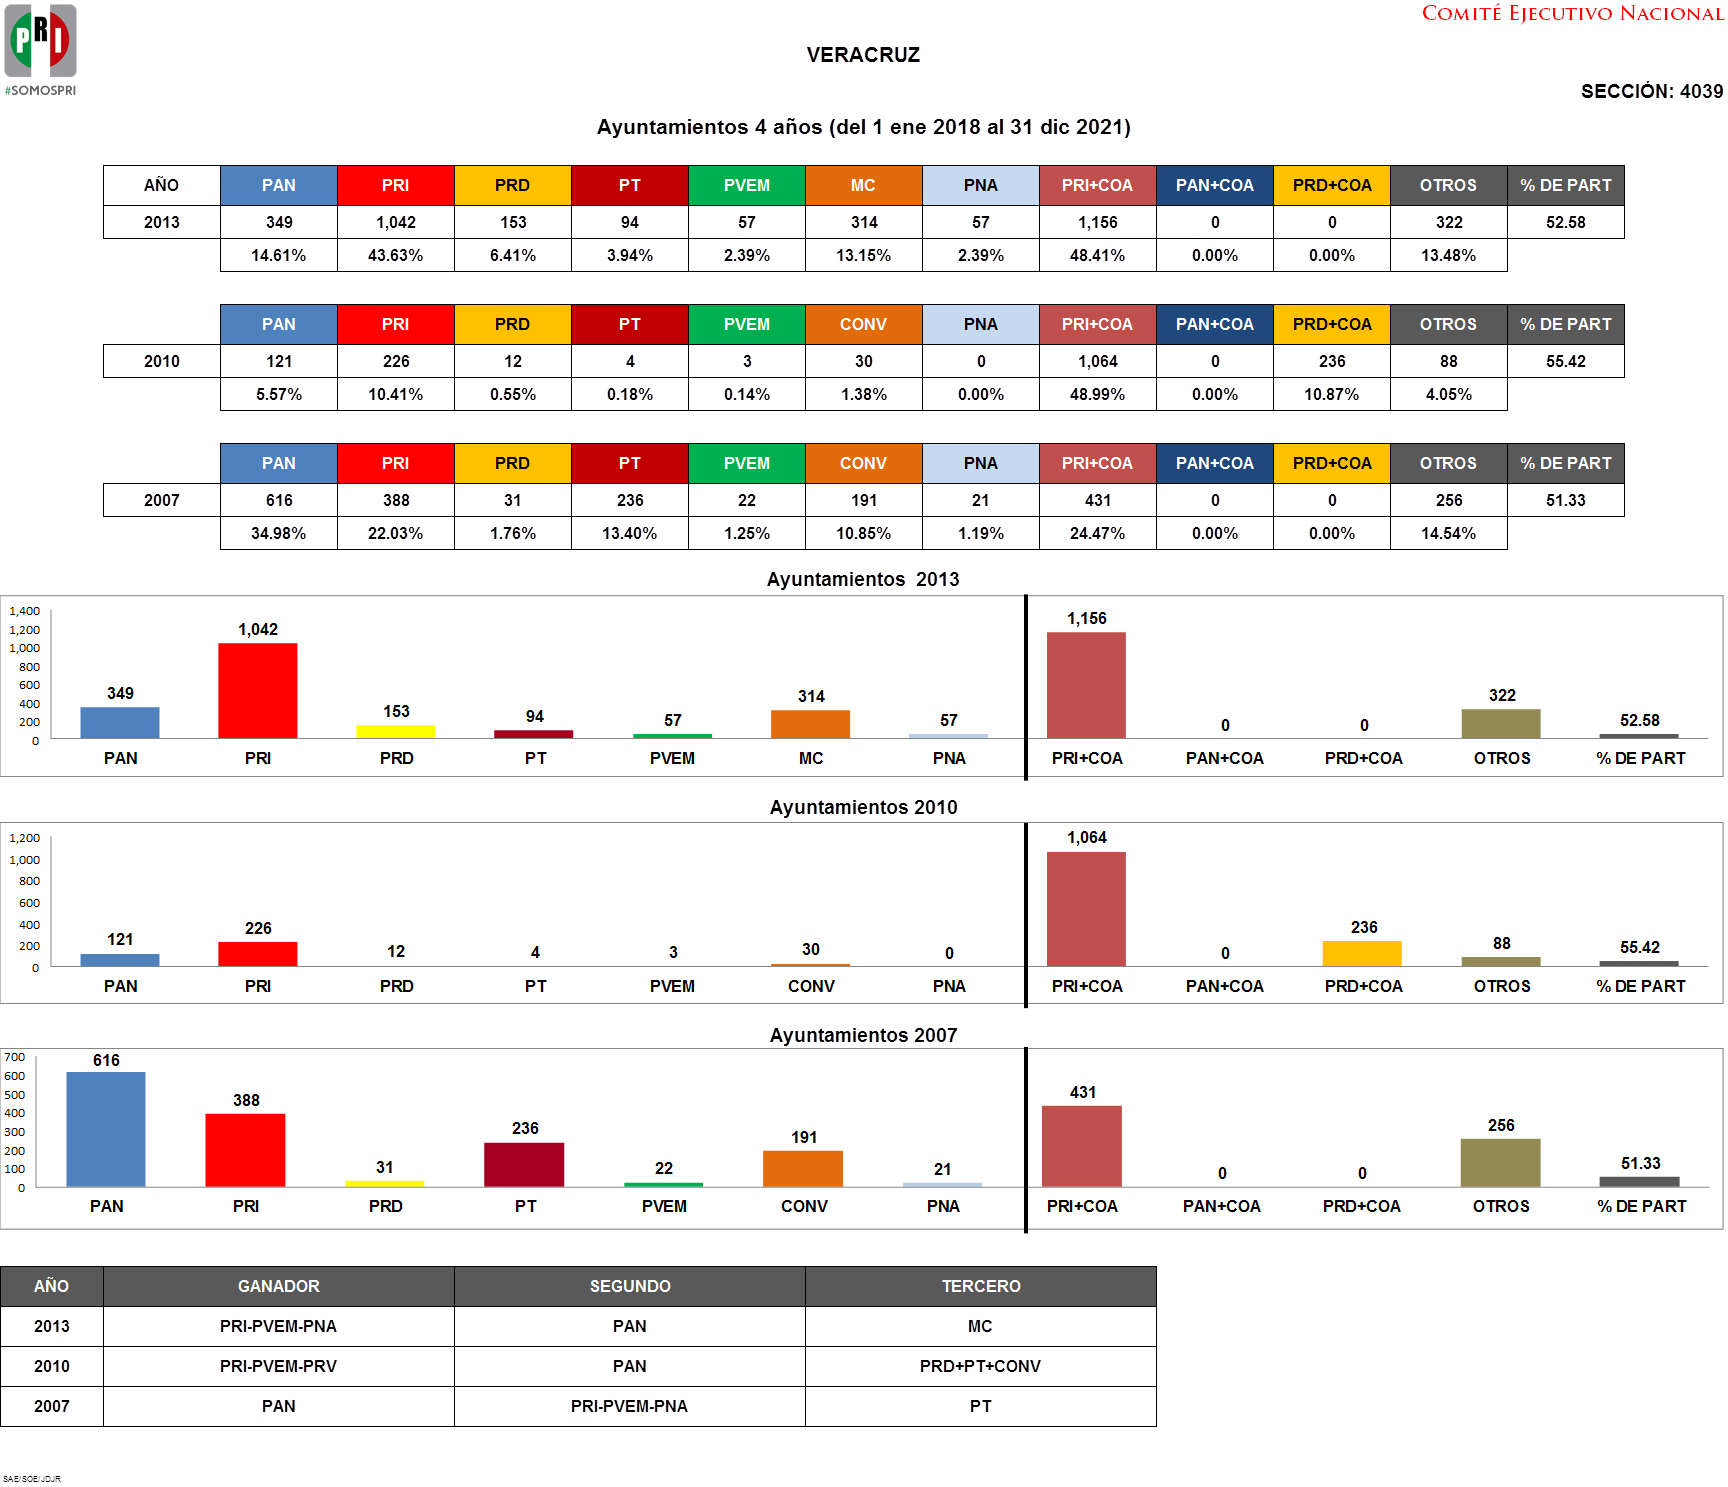 COMITÉ EJECUTIVO NACIONAL
PRI
#SOMOSPRI
VERACRUZ
SECCIÓN: 4039
Ayuntamientos 4 años (del 1 ene 2018 al 31 dic 2021)
AÑO PAN PRI PRD PT PVEM MC PNA PRI+COA PAN+COA PRD+COA OTROS % DE PART
2013 349 1,042 153 94 57 314 57 1,156 0 0 322 52.58
14.61% 43.63% 6.41% 3.94% 2.39% 13.15% 2.39% 48.41% 0.00% 0.00% 13.48%
PAN PRI PRD PT PVEM CONV PNA PRI+COA PAN+COA PRD+COA OTROS % DE PART
2010 121 226 12 4 3 30 0 1,064 0 236 88 55.42
5.57% 10.41% 0.55% 0.18% 0.14% 1.38% 0.00% 48.99% 0.00% 10.87% 4.05%
PAN PRI PRD PT PVEM CONV PNA PRI+COA PAN+COA PRD+COA OTROS % DE PART
2007 616 388 31 236 22 191 21 431 0 0 256 51.33
34.98% 22.03% 1.76% 13.40% 1.25% 10.85% 1.19% 24.47% 0.00% 0.00% 14.54%
Ayuntamientos 2013
1,400
1,200
1,000
800
600
400
200
0
349 1,042 153 94 57 314 57 1,156 0 0 322 52.58
PAN PRI PRD PT PVEM MC PNA PRI+COA PAN+COA PRD+COA OTROS % DE PART
Ayuntamientos 2010
1,200
1,000
800
600
400
200
0
121 226 12 4 3 30 0 1,064 0 236 88 55.42
PAN PRI PRD PT PVEM CONV PNA PRI+COA PAN+COA PRD+COA OTROS % DE PART
Ayuntamientos 2007
700
600
500
400
300
200
100
0
616 388 31 236 22 191 21 431 0 0 256 51.33
PAN PRI PRD PT PVEM CONV PNA PRI+COA PAN+COA PRD+COA OTROS % DE PART
AÑO GANADOR SEGUNDO TERCERO
2013 PRI-PVEM-PNA PAN MC
2010 PRI-PVEM-PRV PAN PRD+PT+CONV
2007 PAN PRI-PVEM-PNA PT
SAE/SOE/JDJR